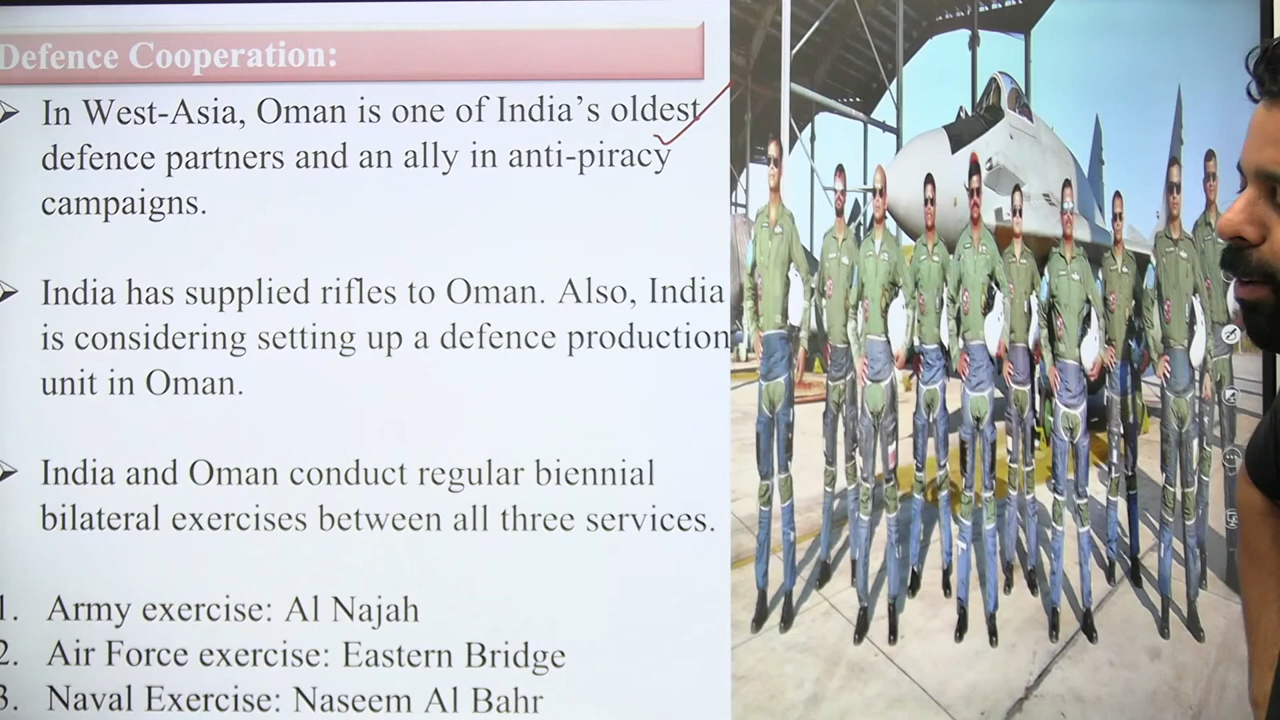 Defence Cooperation:
In West-Asia, Oman is one of India's oldest
defence partners and an ally in anti-piracy
campaigns.
India has supplied rifles to Oman. Also, India
is considering setting up a defence production
unit in Oman.
India and Oman conduct regular biennial
bilateral exercises between all three services.
1. Army exercise: Al Najah
2. Air Force exercise: Eastern Bridge
3. Naval Exercise: Naseem Al Bahr